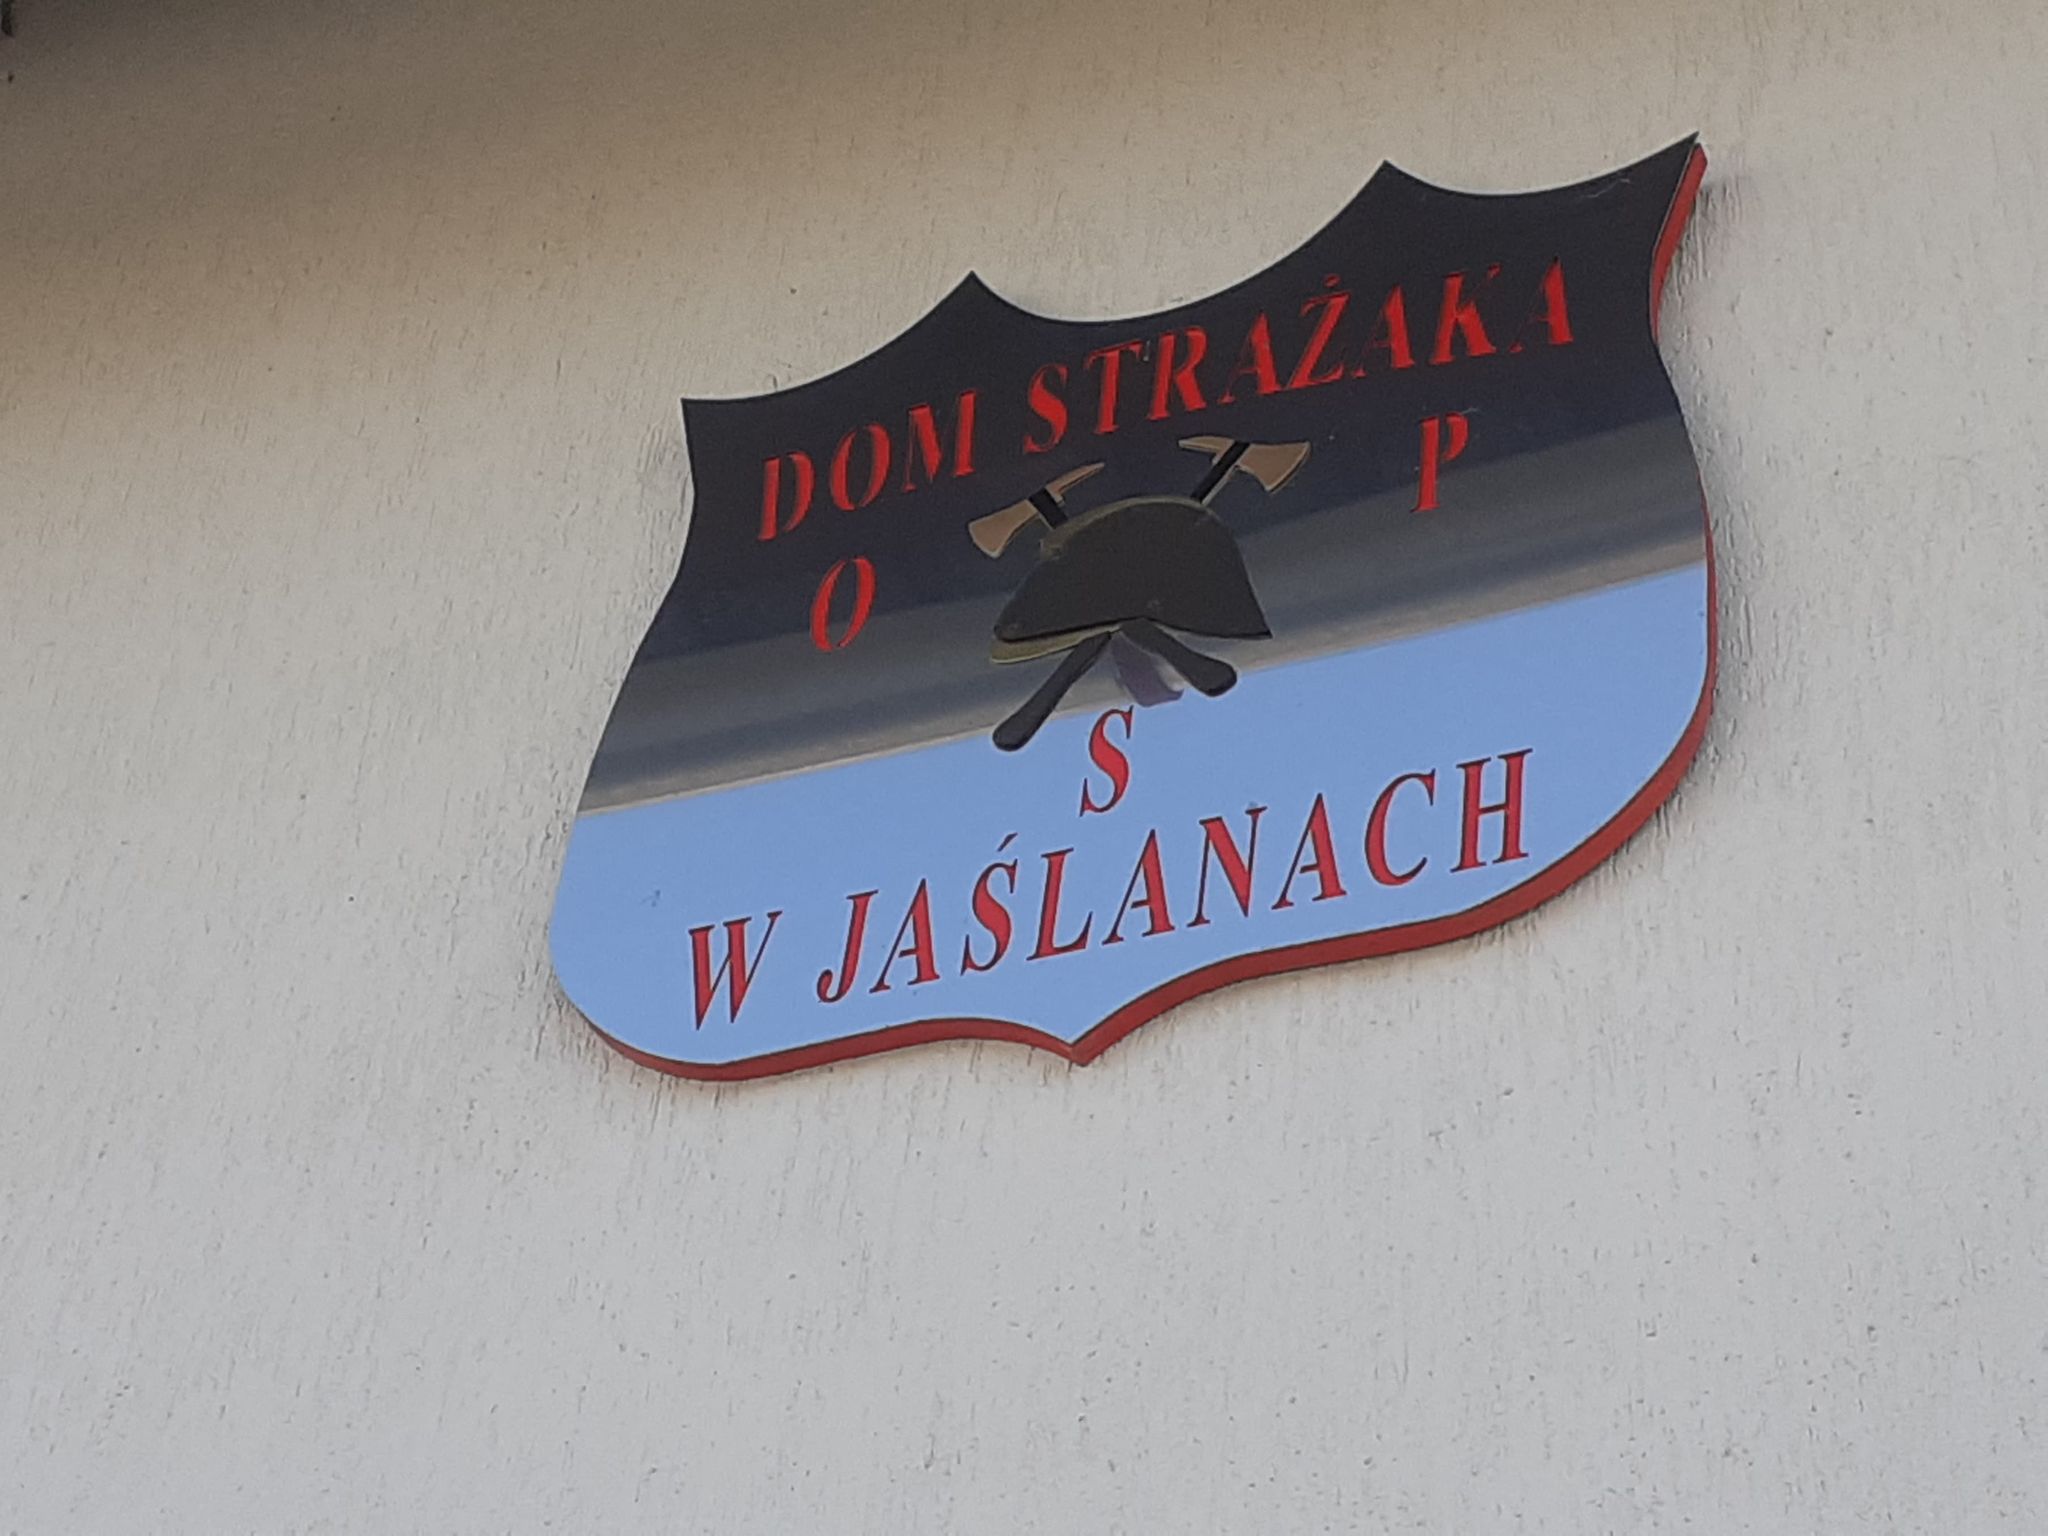 DOM STRAŻAKA
O P
S
W JAŚLANACH